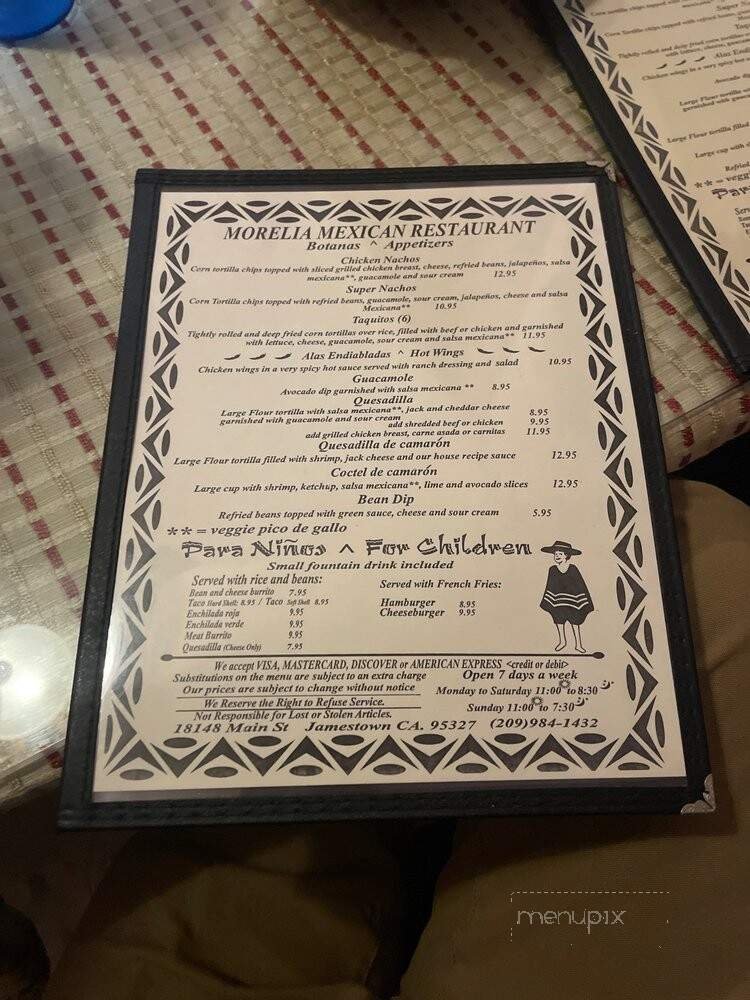 MORELIA MEXICAN RESTAURANT
Botanas ^ Appetizers
Chicken Nachos
Corn tortilla chips topped with sliced grilled chicken breast, cheese, refried beans, jalapeños, salsa
mexicana**, guacamole and sour cream 12.95
Super Nachos
Corn Tortilla chips topped with refried beans, guacamole, sour cream, jalapeños, cheese and salsa
Mexicana** 10.95
Taquitos (6)
Tightly rolled and deep fried corn tortillas over rice, filled with beef or chicken and garnished
with lettuce, cheese, guacamole, sour cream and salsa mexicana** 11.95
Alas Endiabladas ^ Hot Wings
Chicken wings in a very spicy hot sauce served with ranch dressing and salad 10.95
Guacamole
Avocado dip garnished with salsa mexicana ** 8.95
Quesadilla
Large Flour tortilla with salsa mexicana**, jack and cheddar cheese
garnished with guacamole and sour cream 8.95
add shredded beef or chicken 9.95
add grilled chicken breast, carne asada or carnitas 11.95
Quesadilla de camarón
Large Flour tortilla filled with shrimp, jack cheese and our house recipe sauce 12.95
Coctel de camarón
Large cup with shrimp, ketchup, salsa mexicana**, lime and avocado slices 12.95
Bean Dip
Refried beans topped with green sauce, cheese and sour cream 5.95
**= veggie pico de gallo
Para Niños ^ For Children
Small fountain drink included
Served with rice and beans:
Bean and cheese burrito 7.95
Taco Hard Shell: 8.95 / Taco Soft Shell 8.95
Enchilada roja 9.95
Enchilada verde 9.95
Meat Burrito 9.95
Quesadilla (Cheese Only) 7.95
Served with French Fries:
Hamburger 8.95
Cheeseburger 9.95
We accept VISA, MASTERCARD, DISCOVER or AMERICAN EXPRESS <credit or debit>
Substitutions on the menu are subject to an extra charge
Our prices are subject to change without notice
We Reserve the Right to Refuse Service.
Not Responsible for Lost or Stolen Articles.
Open 7 days a week
Monday to Saturday 11:00 to 8:30
Sunday 11:00 to 7:30
18148 Main St Jamestown CA. 95327 (209)984-1432
menupix